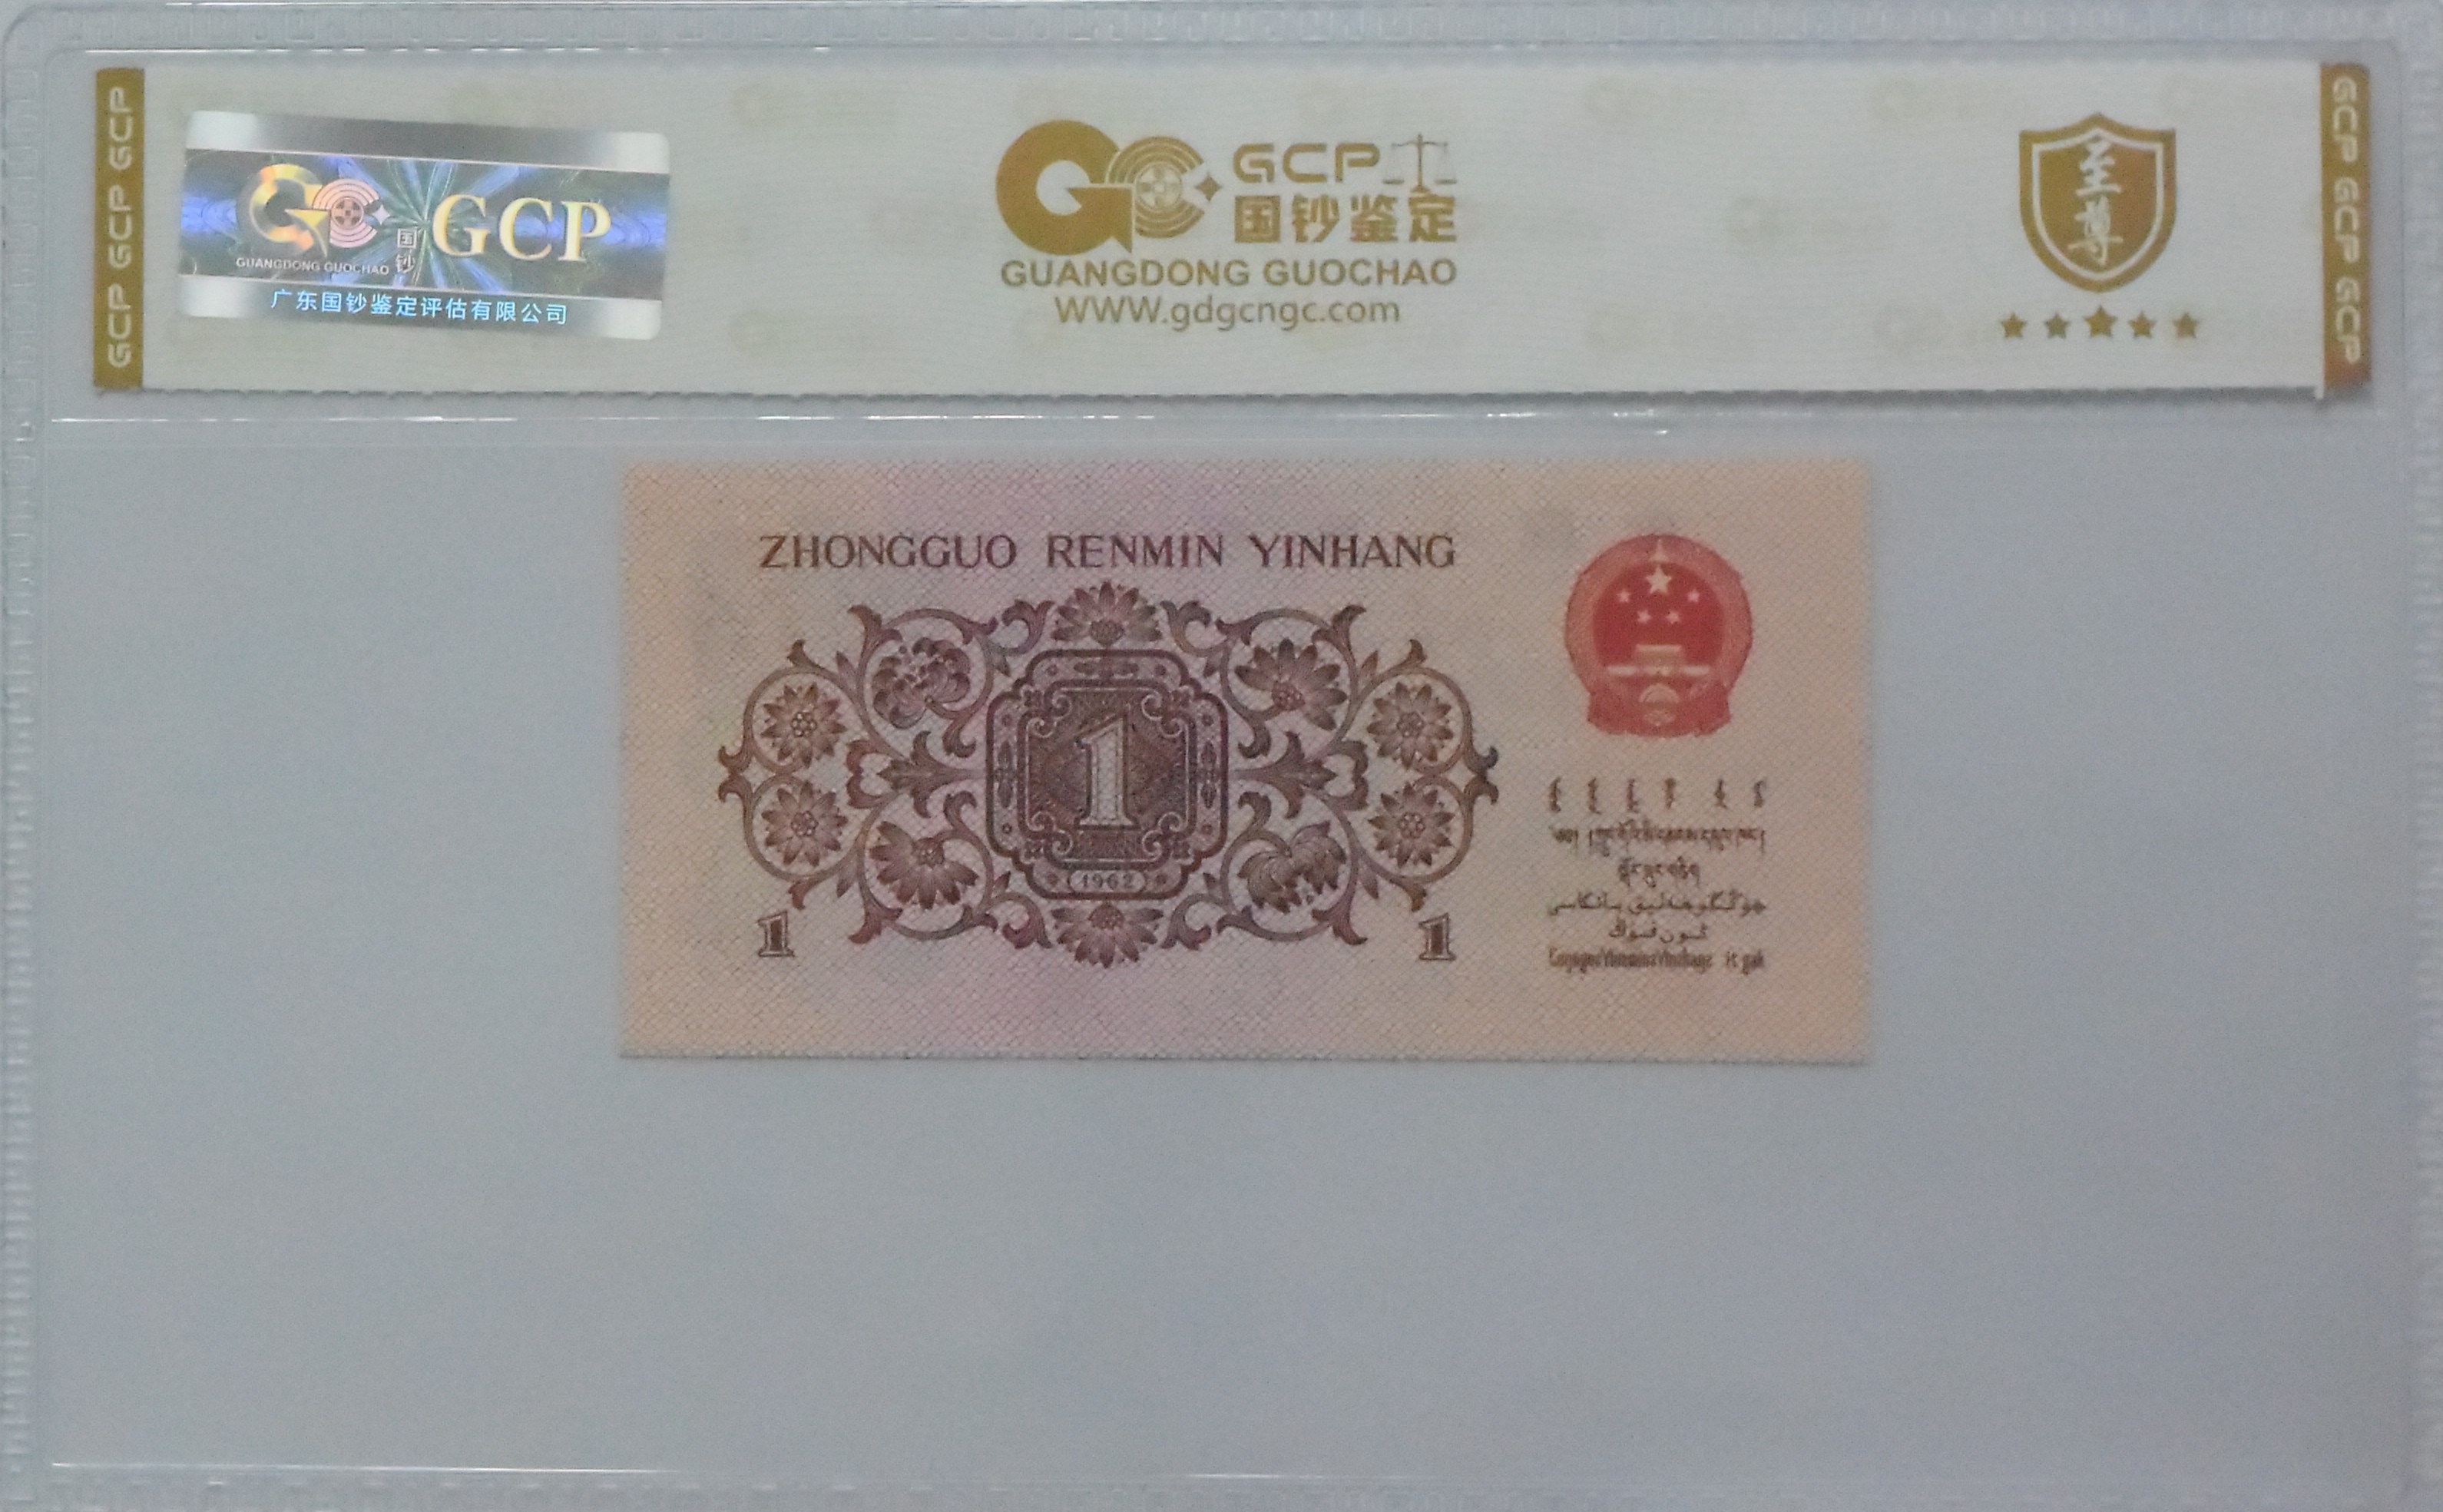 GCP GCP GCP
GUANGDONG GUOCHAO
国钞
GCP
广东国钞鉴定评估有限公司
GCP
国钞鉴定
GUANGDONG GUOCHAO
WWW.gdgcngc.com
至尊
GCP GCP GCP
ZHONGGUO RENMIN YINHANG
1
(1962)
1
1